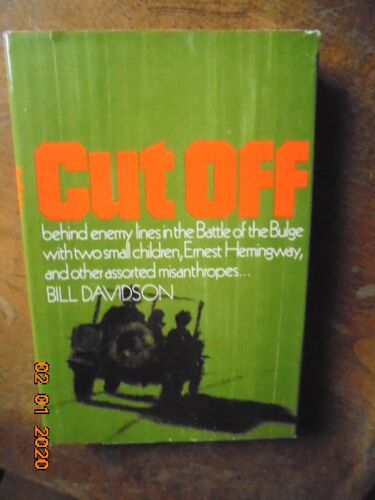 Cut Off
behind enemy lines in the Battle of the Bulge
with two small children, Ernest Hemingway,
and other assorted misanthropes...
BILL DAVIDSON
02 01 2020